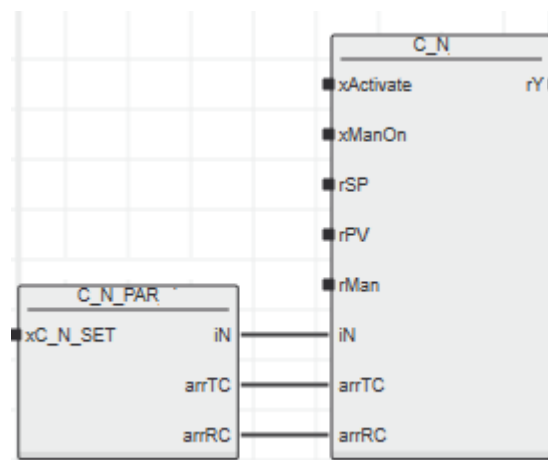 C_N
xActivate rY
xManOn
rSP
rPV
rMan
C_N_PAR
xC_N_SET iN iN
arrTC arrTC
arrRC arrRC